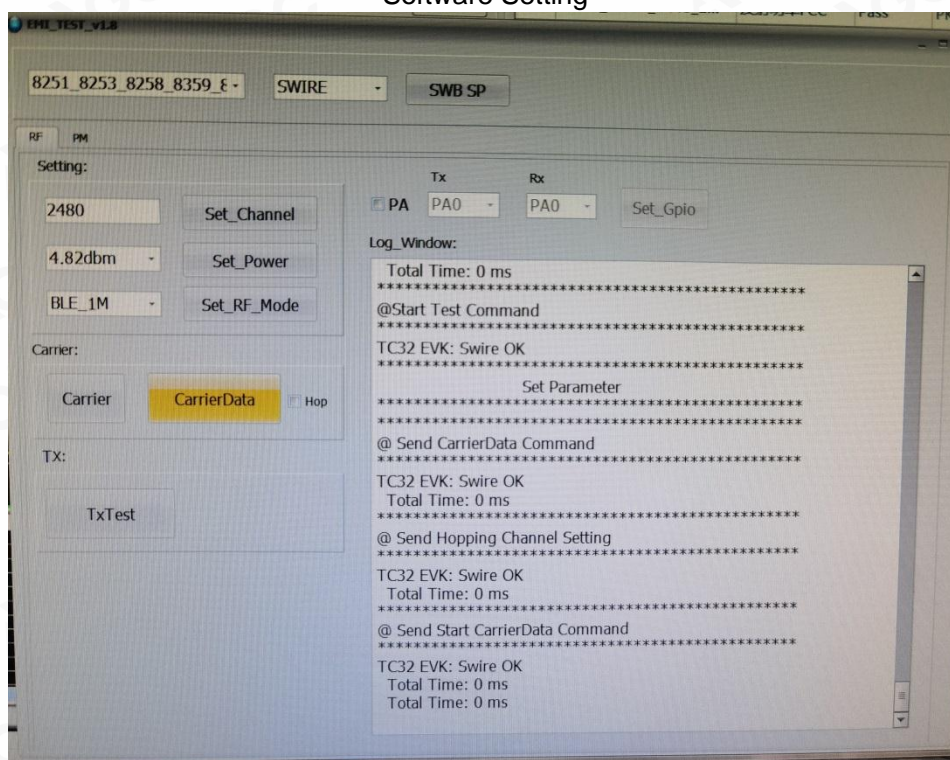 Software Setting
Pass
EMI_TEST_v1.8
8251_8253_8258_8359_8
SWIRE
SWB SP
RF PM
Setting:
Tx Rx
2480 Set_Channel
PA PA0 PA0 Set_Gpio
4.82dbm Set_Power
Log_Window:
BLE_1M Set_RF_Mode
Carrier:
Carrier CarrierData Hop
TX:
TxTest
Total Time: 0 ms
**************************************************
@Start Test Command
**************************************************
TC32 EVK: Swire OK
**************************************************
Set Parameter
**************************************************
**************************************************
@ Send CarrierData Command
**************************************************
TC32 EVK: Swire OK
Total Time: 0 ms
**************************************************
@ Send Hopping Channel Setting
**************************************************
TC32 EVK: Swire OK
Total Time: 0 ms
**************************************************
@ Send Start CarrierData Command
**************************************************
TC32 EVK: Swire OK
Total Time: 0 ms
Total Time: 0 ms